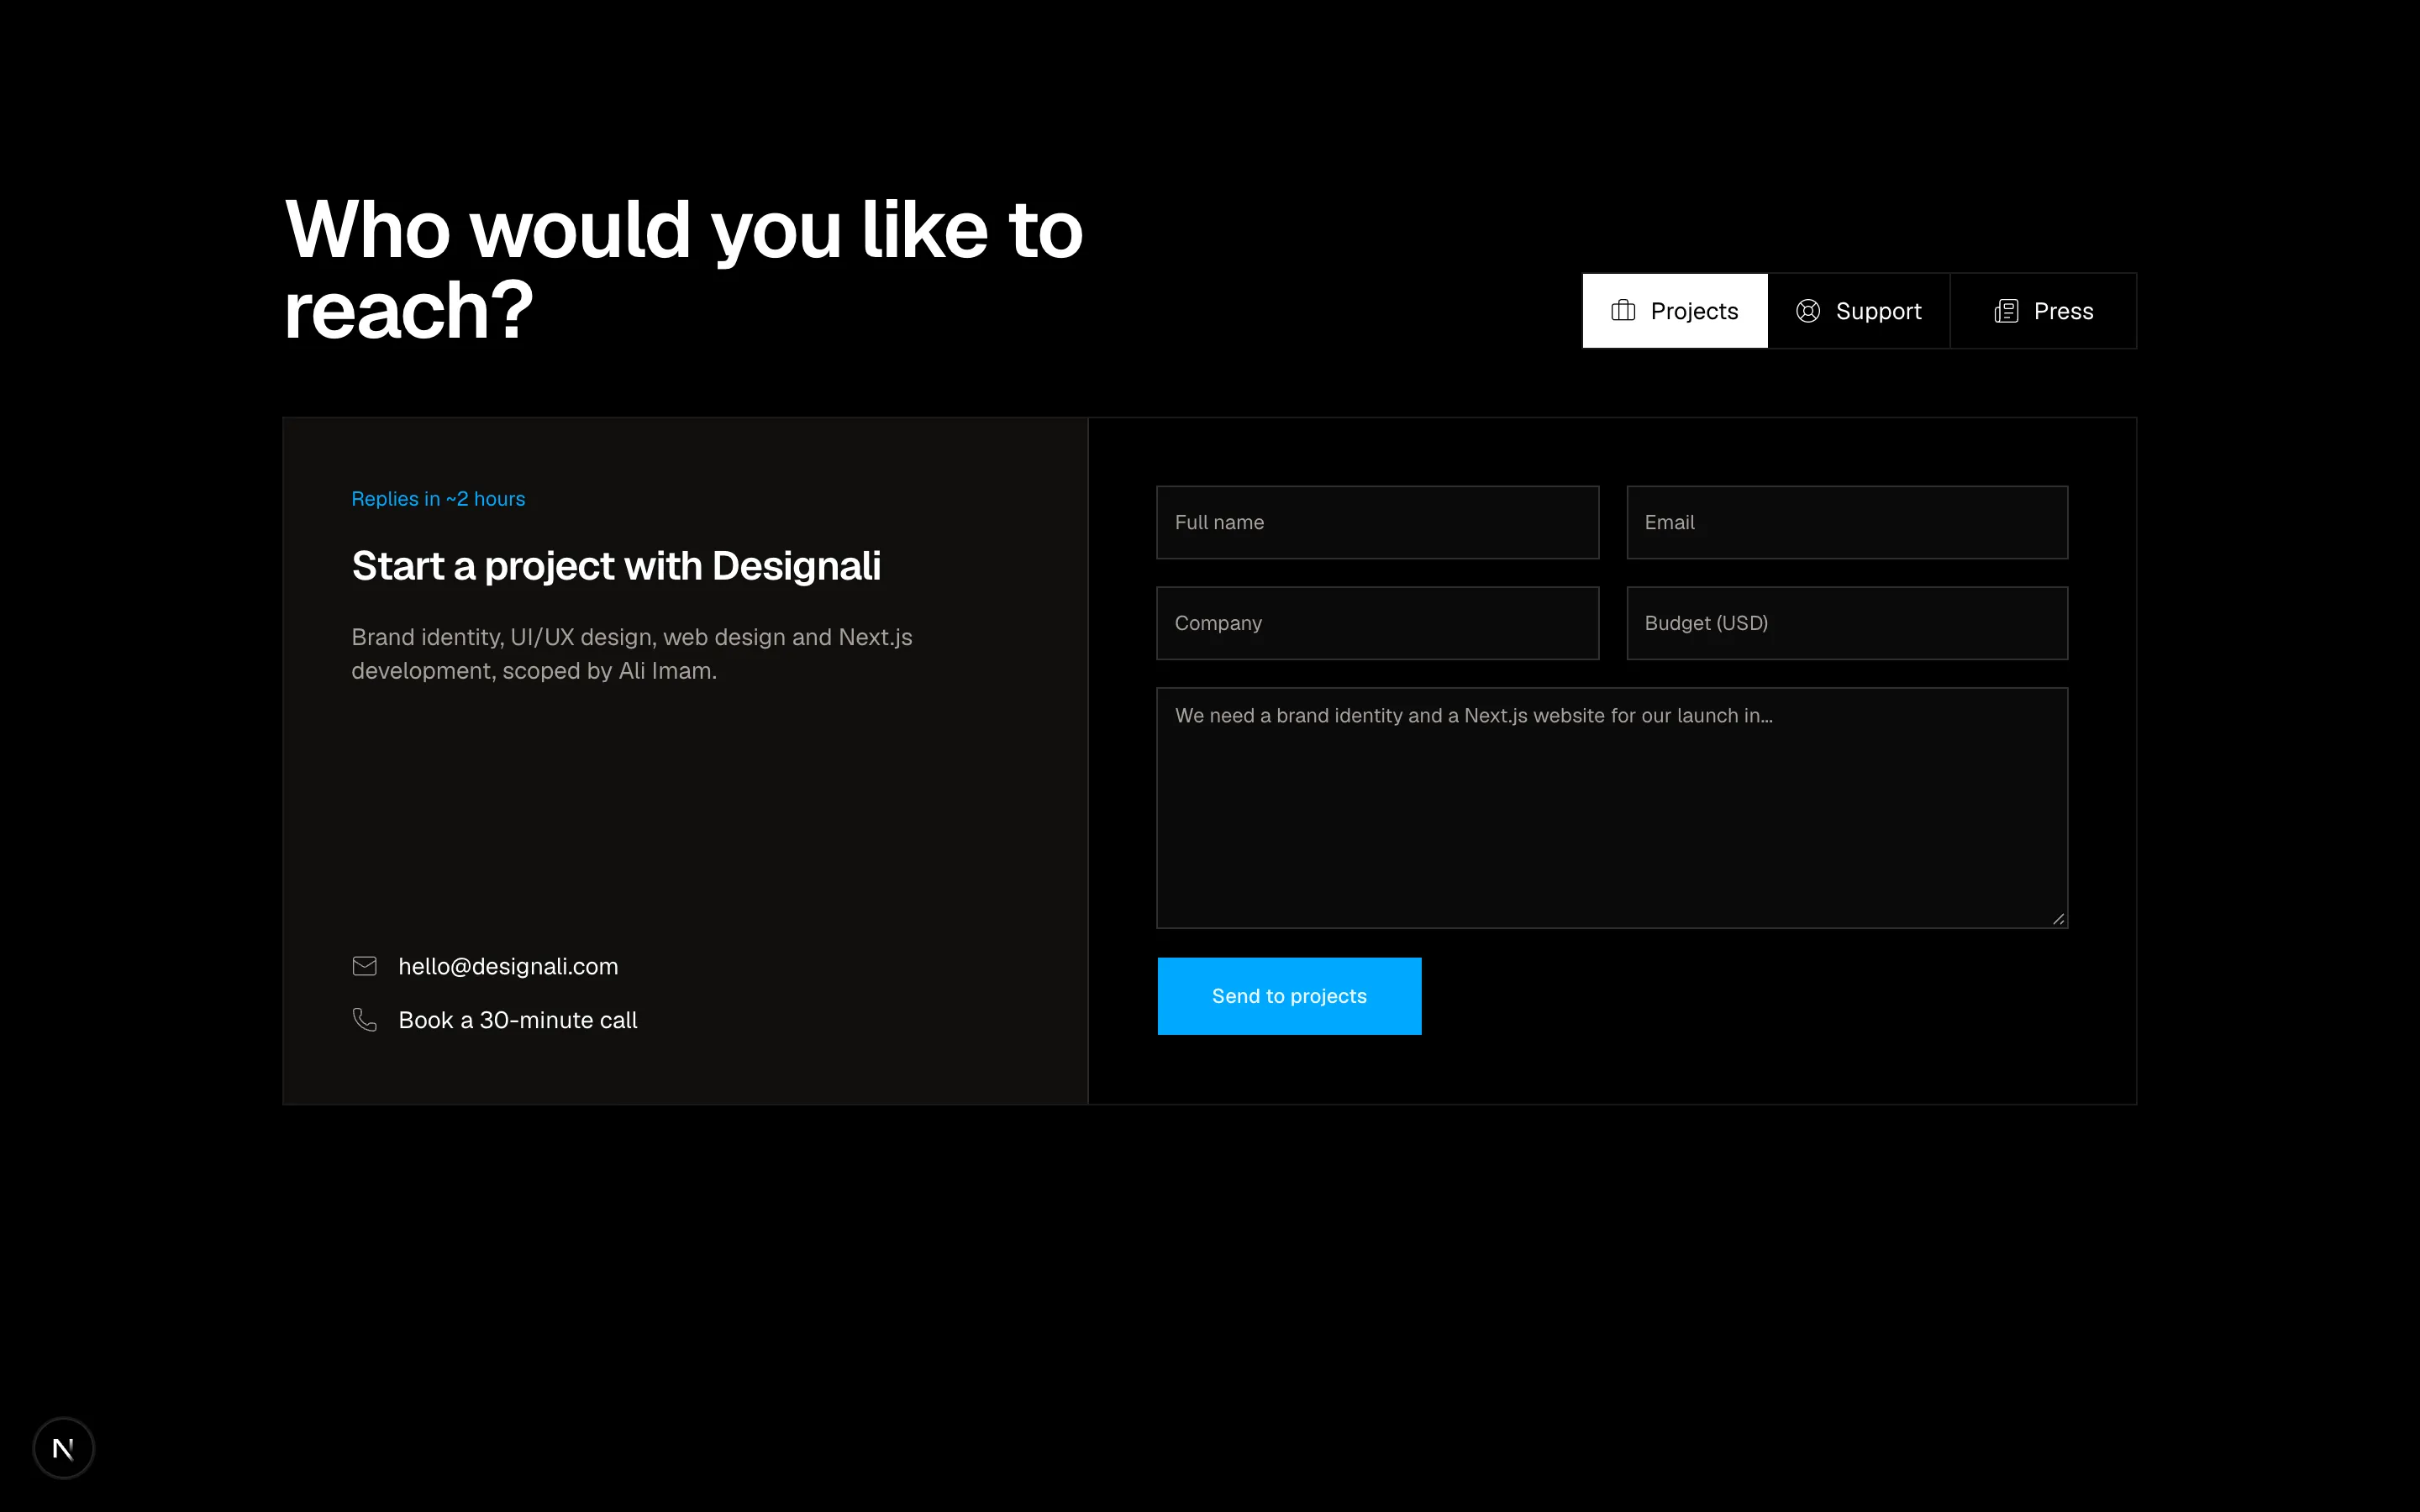 Who would you like to
reach?
Projects
Support
Press
Replies in ~2 hours
Start a project with Designali
Brand identity, UI/UX design, web design and Next.js
development, scoped by Ali Imam.
hello@designali.com
Book a 30-minute call
Full name
Email
Company
Budget (USD)
We need a brand identity and a Next.js website for our launch in...
Send to projects
N